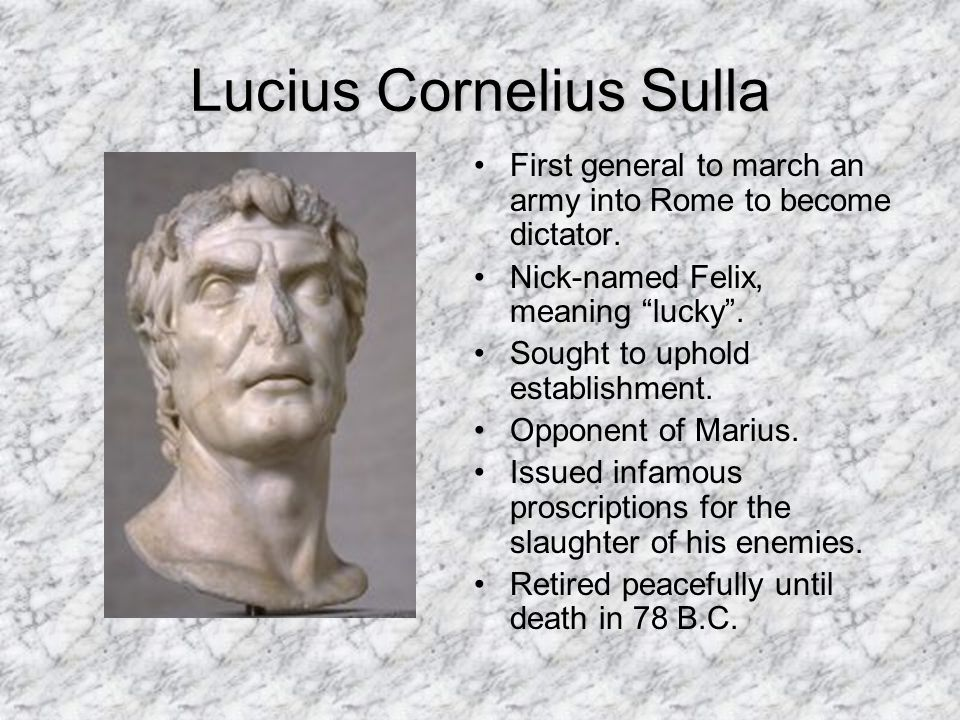 Lucius Cornelius Sulla
• First general to march an
army into Rome to become
dictator.
• Nick-named Felix,
meaning “lucky”.
• Sought to uphold
establishment.
• Opponent of Marius.
• Issued infamous
proscriptions for the
slaughter of his enemies.
• Retired peacefully until
death in 78 B.C.